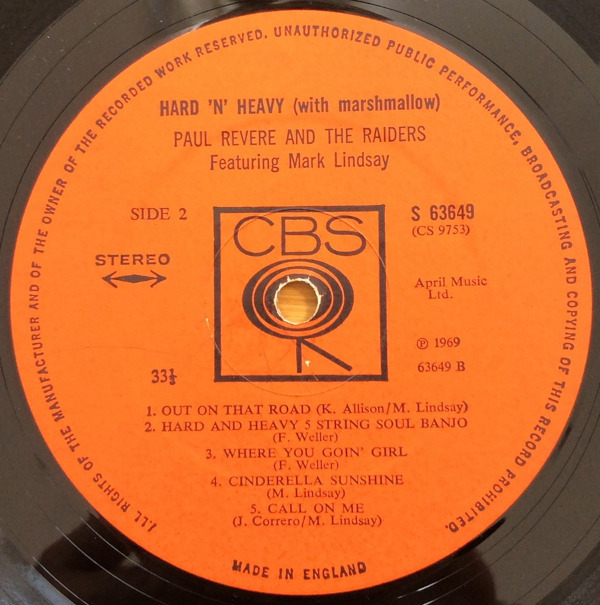 ALL RIGHTS OF THE MANUFACTURER AND OF THE OWNER OF THE RECORDED WORK RESERVED. UNAUTHORIZED PUBLIC PERFORMANCE, BROADCASTING AND COPYING OF THIS RECORD PROHIBITED.
HARD 'N' HEAVY (with marshmallow)
PAUL REVERE AND THE RAIDERS
Featuring Mark Lindsay
SIDE 2
S 63649
(CS 9753)
CBS
STEREO
April Music
Ltd.
℗ 1969
63649 B
33⅓
1. OUT ON THAT ROAD (K. Allison/M. Lindsay)
2. HARD AND HEAVY 5 STRING SOUL BANJO
(F. Weller)
3. WHERE YOU GOIN' GIRL
(F. Weller)
4. CINDERELLA SUNSHINE
(M. Lindsay)
5. CALL ON ME
(J. Correro/M. Lindsay)
MADE IN ENGLAND